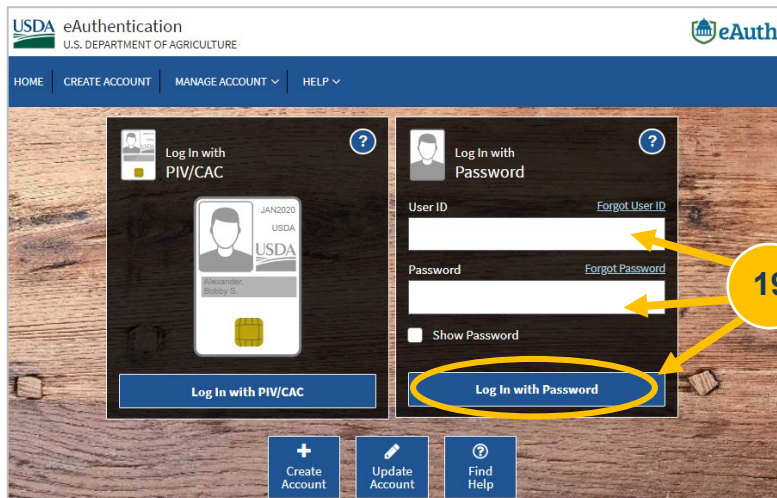 USDA eAuthentication
U.S. DEPARTMENT OF AGRICULTURE
eAuth
HOME CREATE ACCOUNT MANAGE ACCOUNT HELP
Log In with
PIV/CAC
?
JAN2020
USDA
USDA
Alexander,
Bobby S.
Log In with PIV/CAC
Log In with
Password
?
User ID Forgot User ID
Password Forgot Password
Show Password
Log In with Password
19
Create
Account
Update
Account
Find
Help